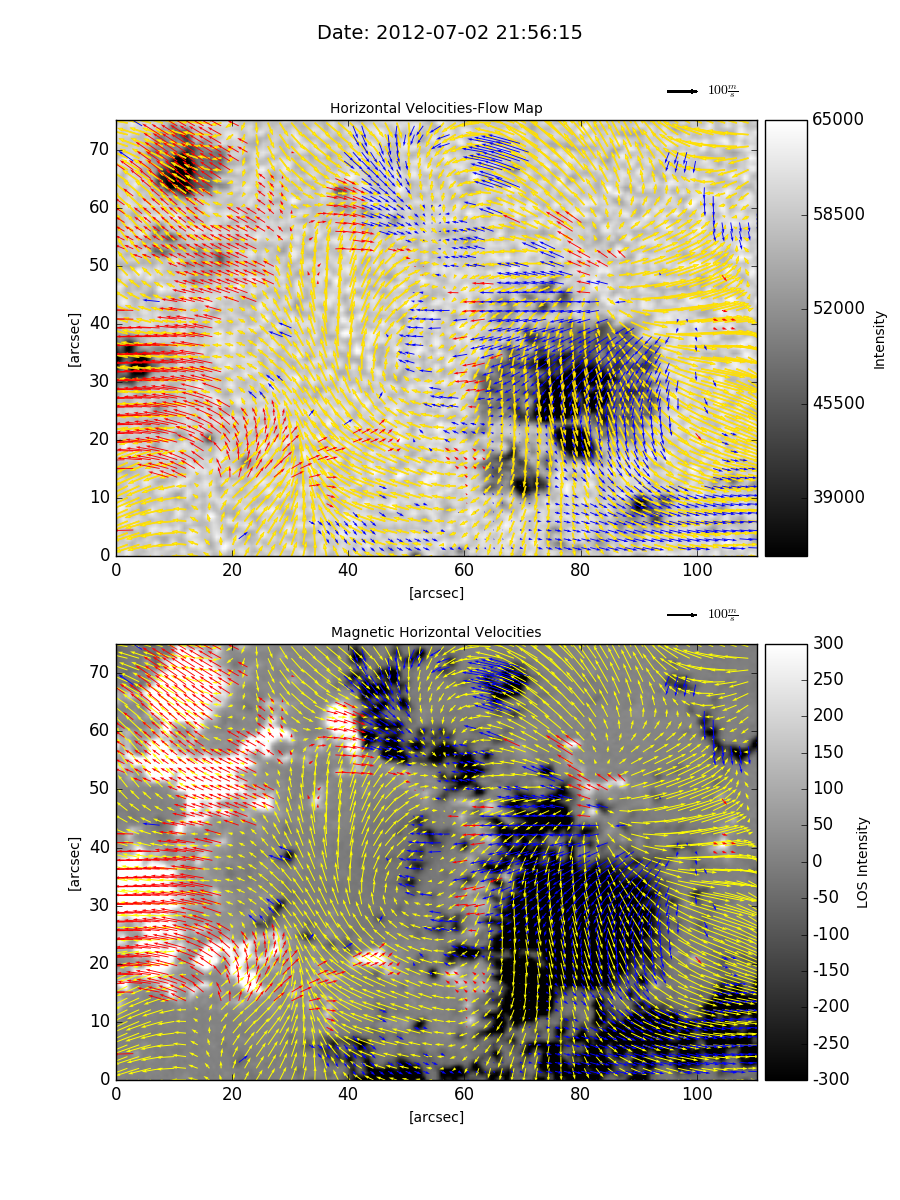 Date: 2012-07-02 21:56:15
100 m/s
Horizontal Velocities-Flow Map
70
60
50
40
30
20
10
0
[arcsec]
0 20 40 60 80 100
[arcsec]
65000
58500
52000
45500
39000
Intensity
100 m/s
Magnetic Horizontal Velocities
70
60
50
40
30
20
10
0
[arcsec]
0 20 40 60 80 100
[arcsec]
300
250
200
150
100
50
0
-50
-100
-150
-200
-250
-300
LOS Intensity